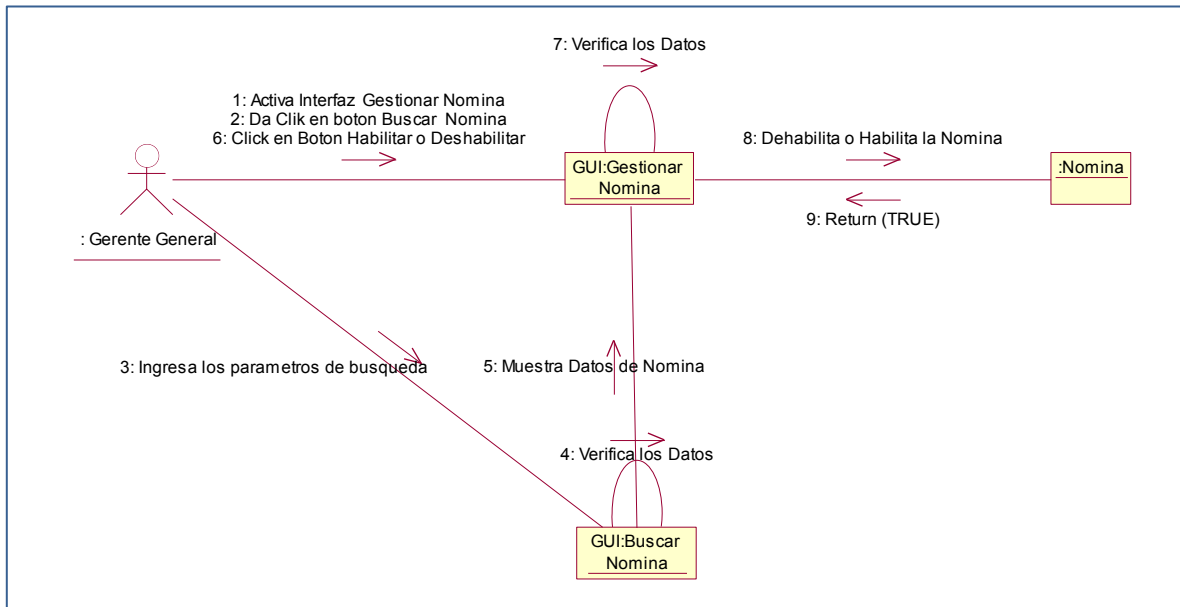 7: Verifica los Datos
1: Activa Interfaz Gestionar Nomina
2: Da Clik en boton Buscar Nomina
6: Click en Boton Habilitar o Deshabilitar
8: Dehabilita o Habilita la Nomina
GUI:Gestionar
Nomina
:Nomina
9: Return (TRUE)
: Gerente General
3: Ingresa los parametros de busqueda
5: Muestra Datos de Nomina
4: Verifica los Datos
GUI:Buscar
Nomina